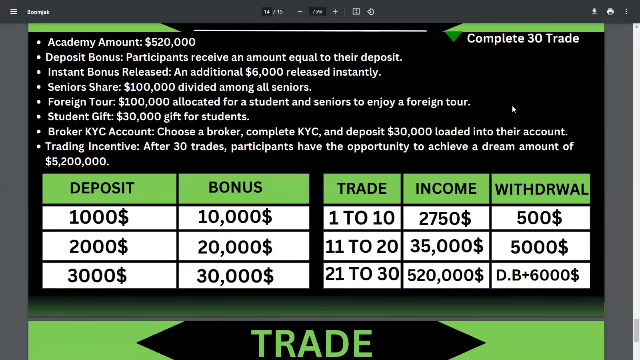 Boomjak
14 / 15
75%
Complete 30 Trade
• Academy Amount: $520,000
• Deposit Bonus: Participants receive an amount equal to their deposit.
• Instant Bonus Released: An additional $6,000 released instantly.
• Seniors Share: $100,000 divided among all seniors.
• Foreign Tour: $100,000 allocated for a student and seniors to enjoy a foreign tour.
• Student Gift: $30,000 gift for students.
• Broker KYC Account: Choose a broker, complete KYC, and deposit $30,000 loaded into their account.
• Trading Incentive: After 30 trades, participants have the opportunity to achieve a dream amount of
$5,200,000.
DEPOSIT BONUS
1000$ 10,000$
2000$ 20,000$
3000$ 30,000$
TRADE INCOME WITHDRWAL
1 TO 10 2750$ 500$
11 TO 20 35,000$ 5000$
21 TO 30 520,000$ D.B+6000$
TRADE